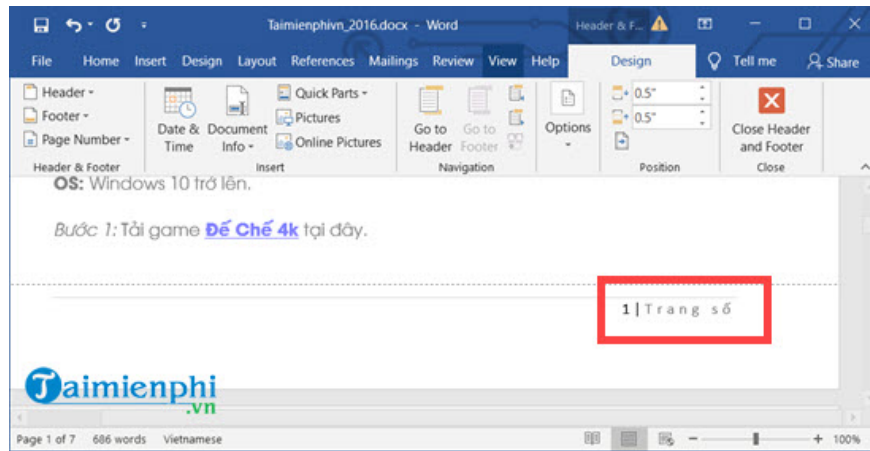 Taimienphivn_2016.docx - Word
Header & F...
File Home Insert Design Layout References Mailings Review View Help Design Tell me Share
Header
Footer
Page Number
Header & Footer
Date & Time
Document Info
Quick Parts
Pictures
Online Pictures
Insert
Go to Header
Go to Footer
Navigation
Options
0.5"
0.5"
Position
Close Header and Footer
Close
OS: Windows 10 trở lên.
Bước 1: Tải game Đế Chế 4k tại đây.
1 | Trang số
Taimienphi
.vn
Page 1 of 7 686 words Vietnamese
100%